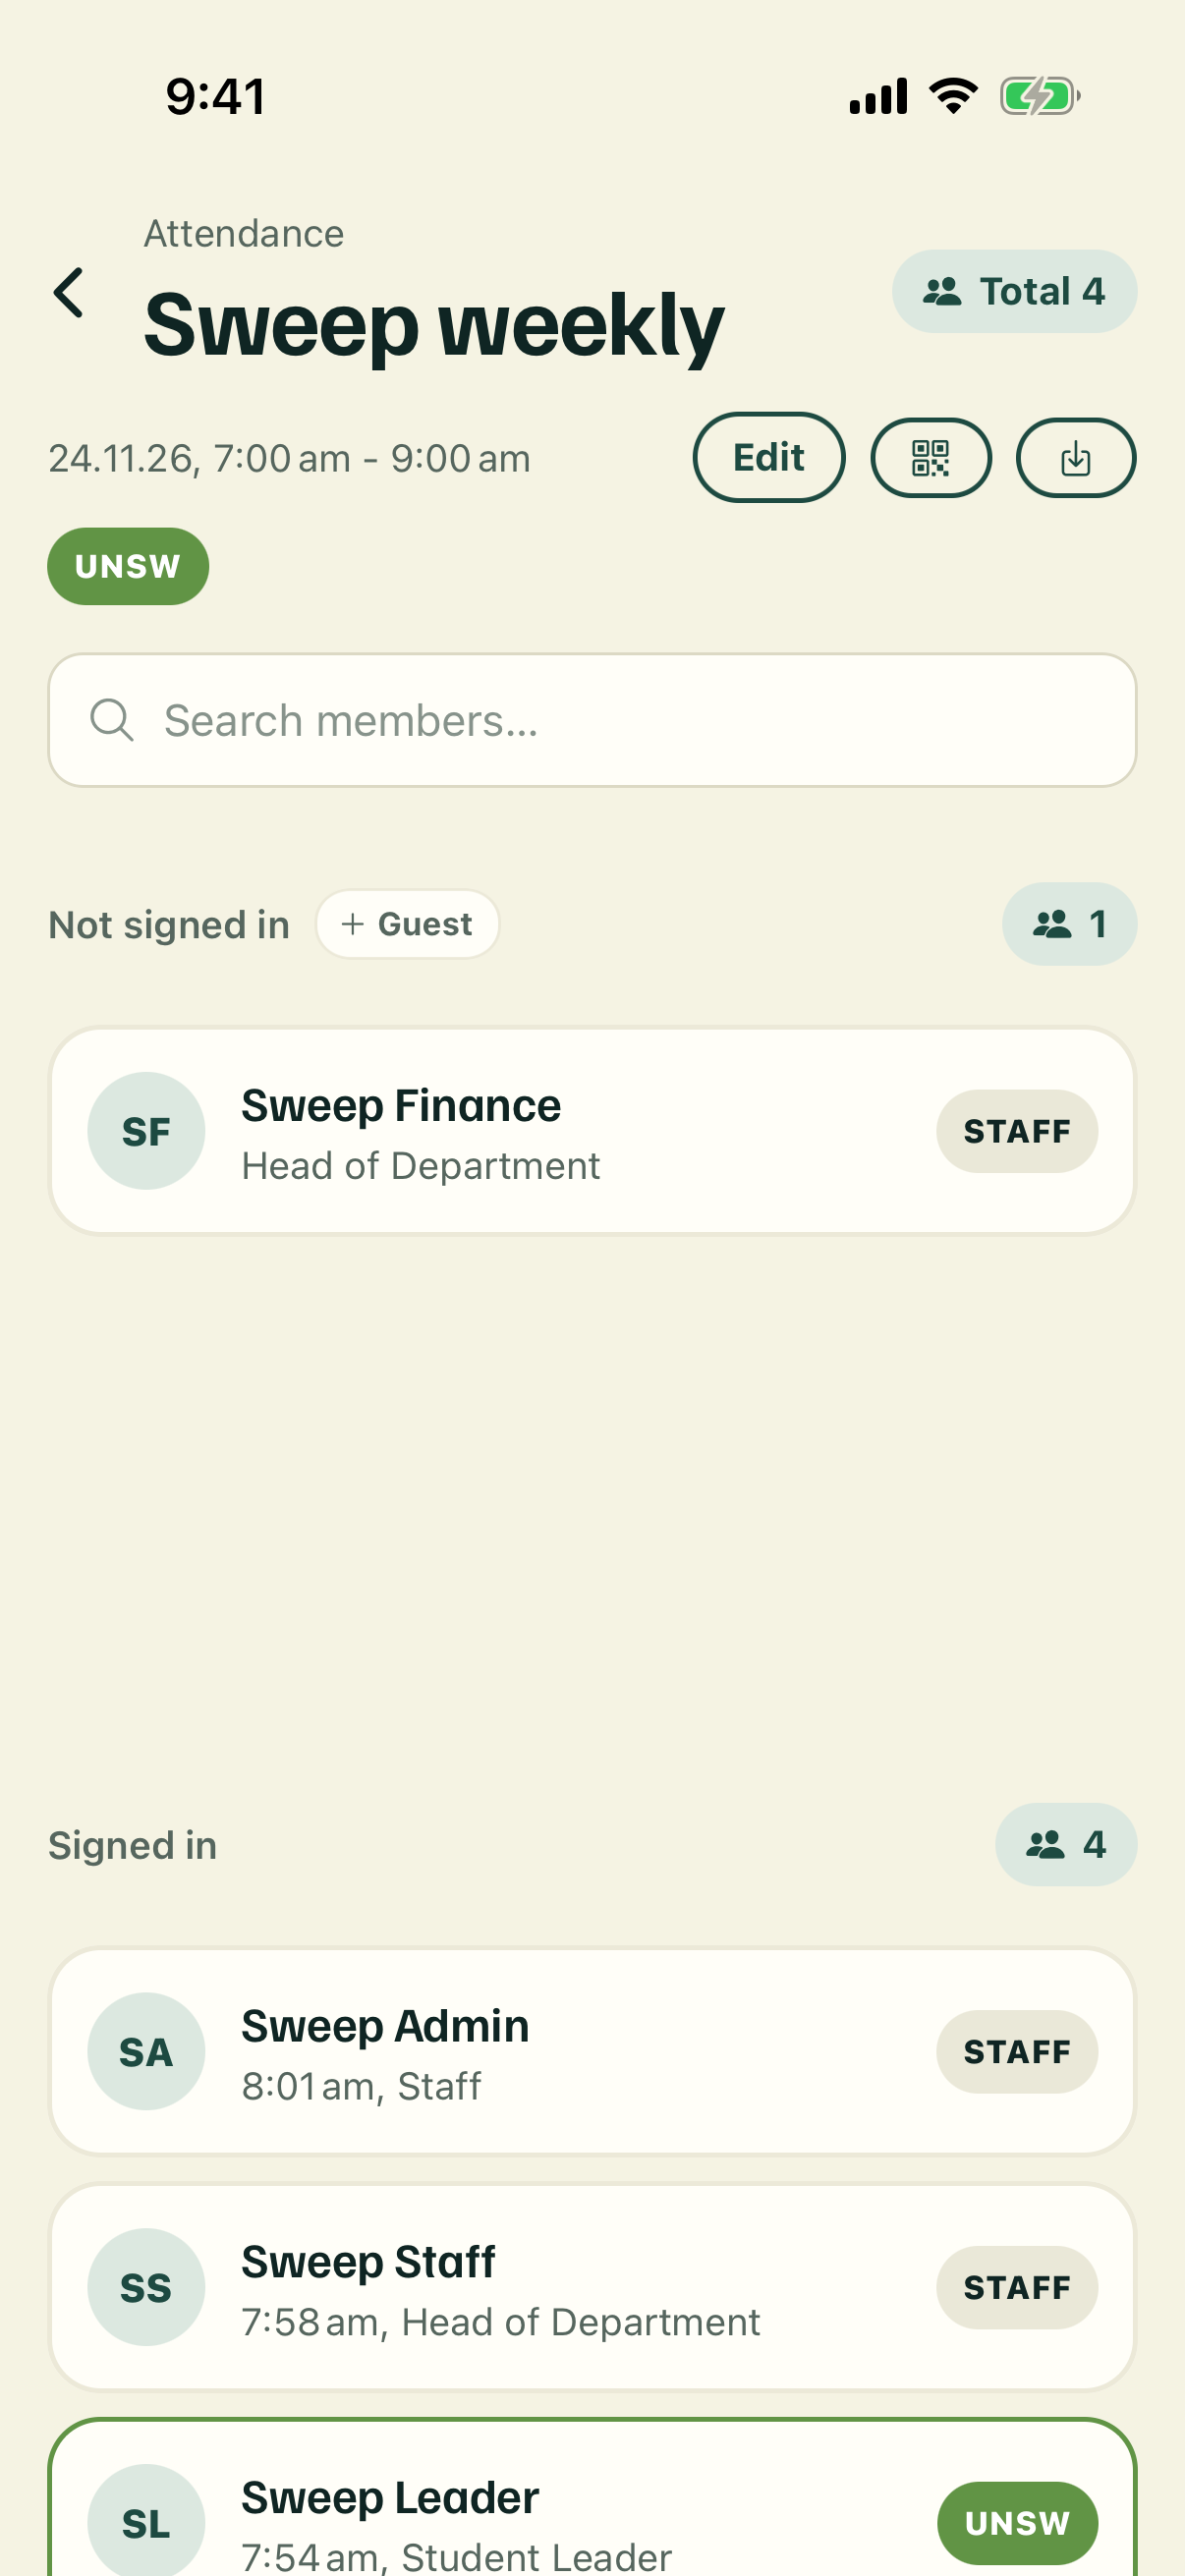 9:41
Attendance
Sweep weekly
Total 4
24.11.26, 7:00 am - 9:00 am
Edit
UNSW
Search members...
Not signed in
+ Guest
1
SF
Sweep Finance
Head of Department
STAFF
Signed in
4
SA
Sweep Admin
8:01 am, Staff
STAFF
SS
Sweep Staff
7:58 am, Head of Department
STAFF
SL
Sweep Leader
7:54 am, Student Leader
UNSW